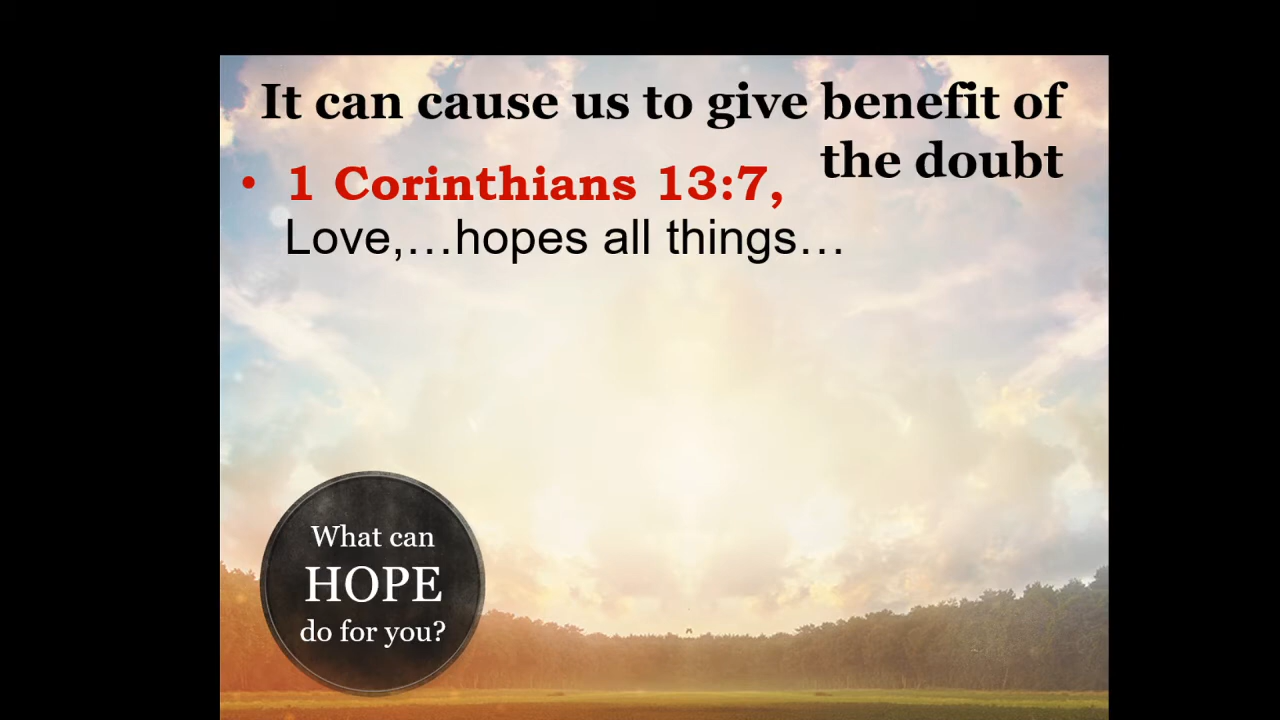 It can cause us to give benefit of
the doubt
• 1 Corinthians 13:7,
Love,…hopes all things…
What can
HOPE
do for you?